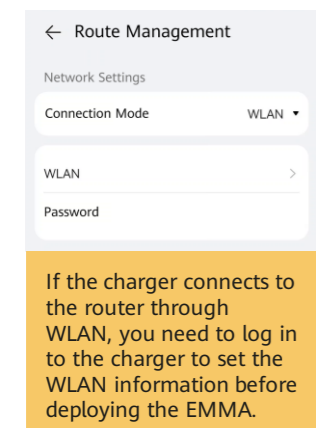 ← Route Management
Network Settings
Connection Mode WLAN ▼
WLAN >
Password
If the charger connects to
the router through
WLAN, you need to log in
to the charger to set the
WLAN information before
deploying the EMMA.